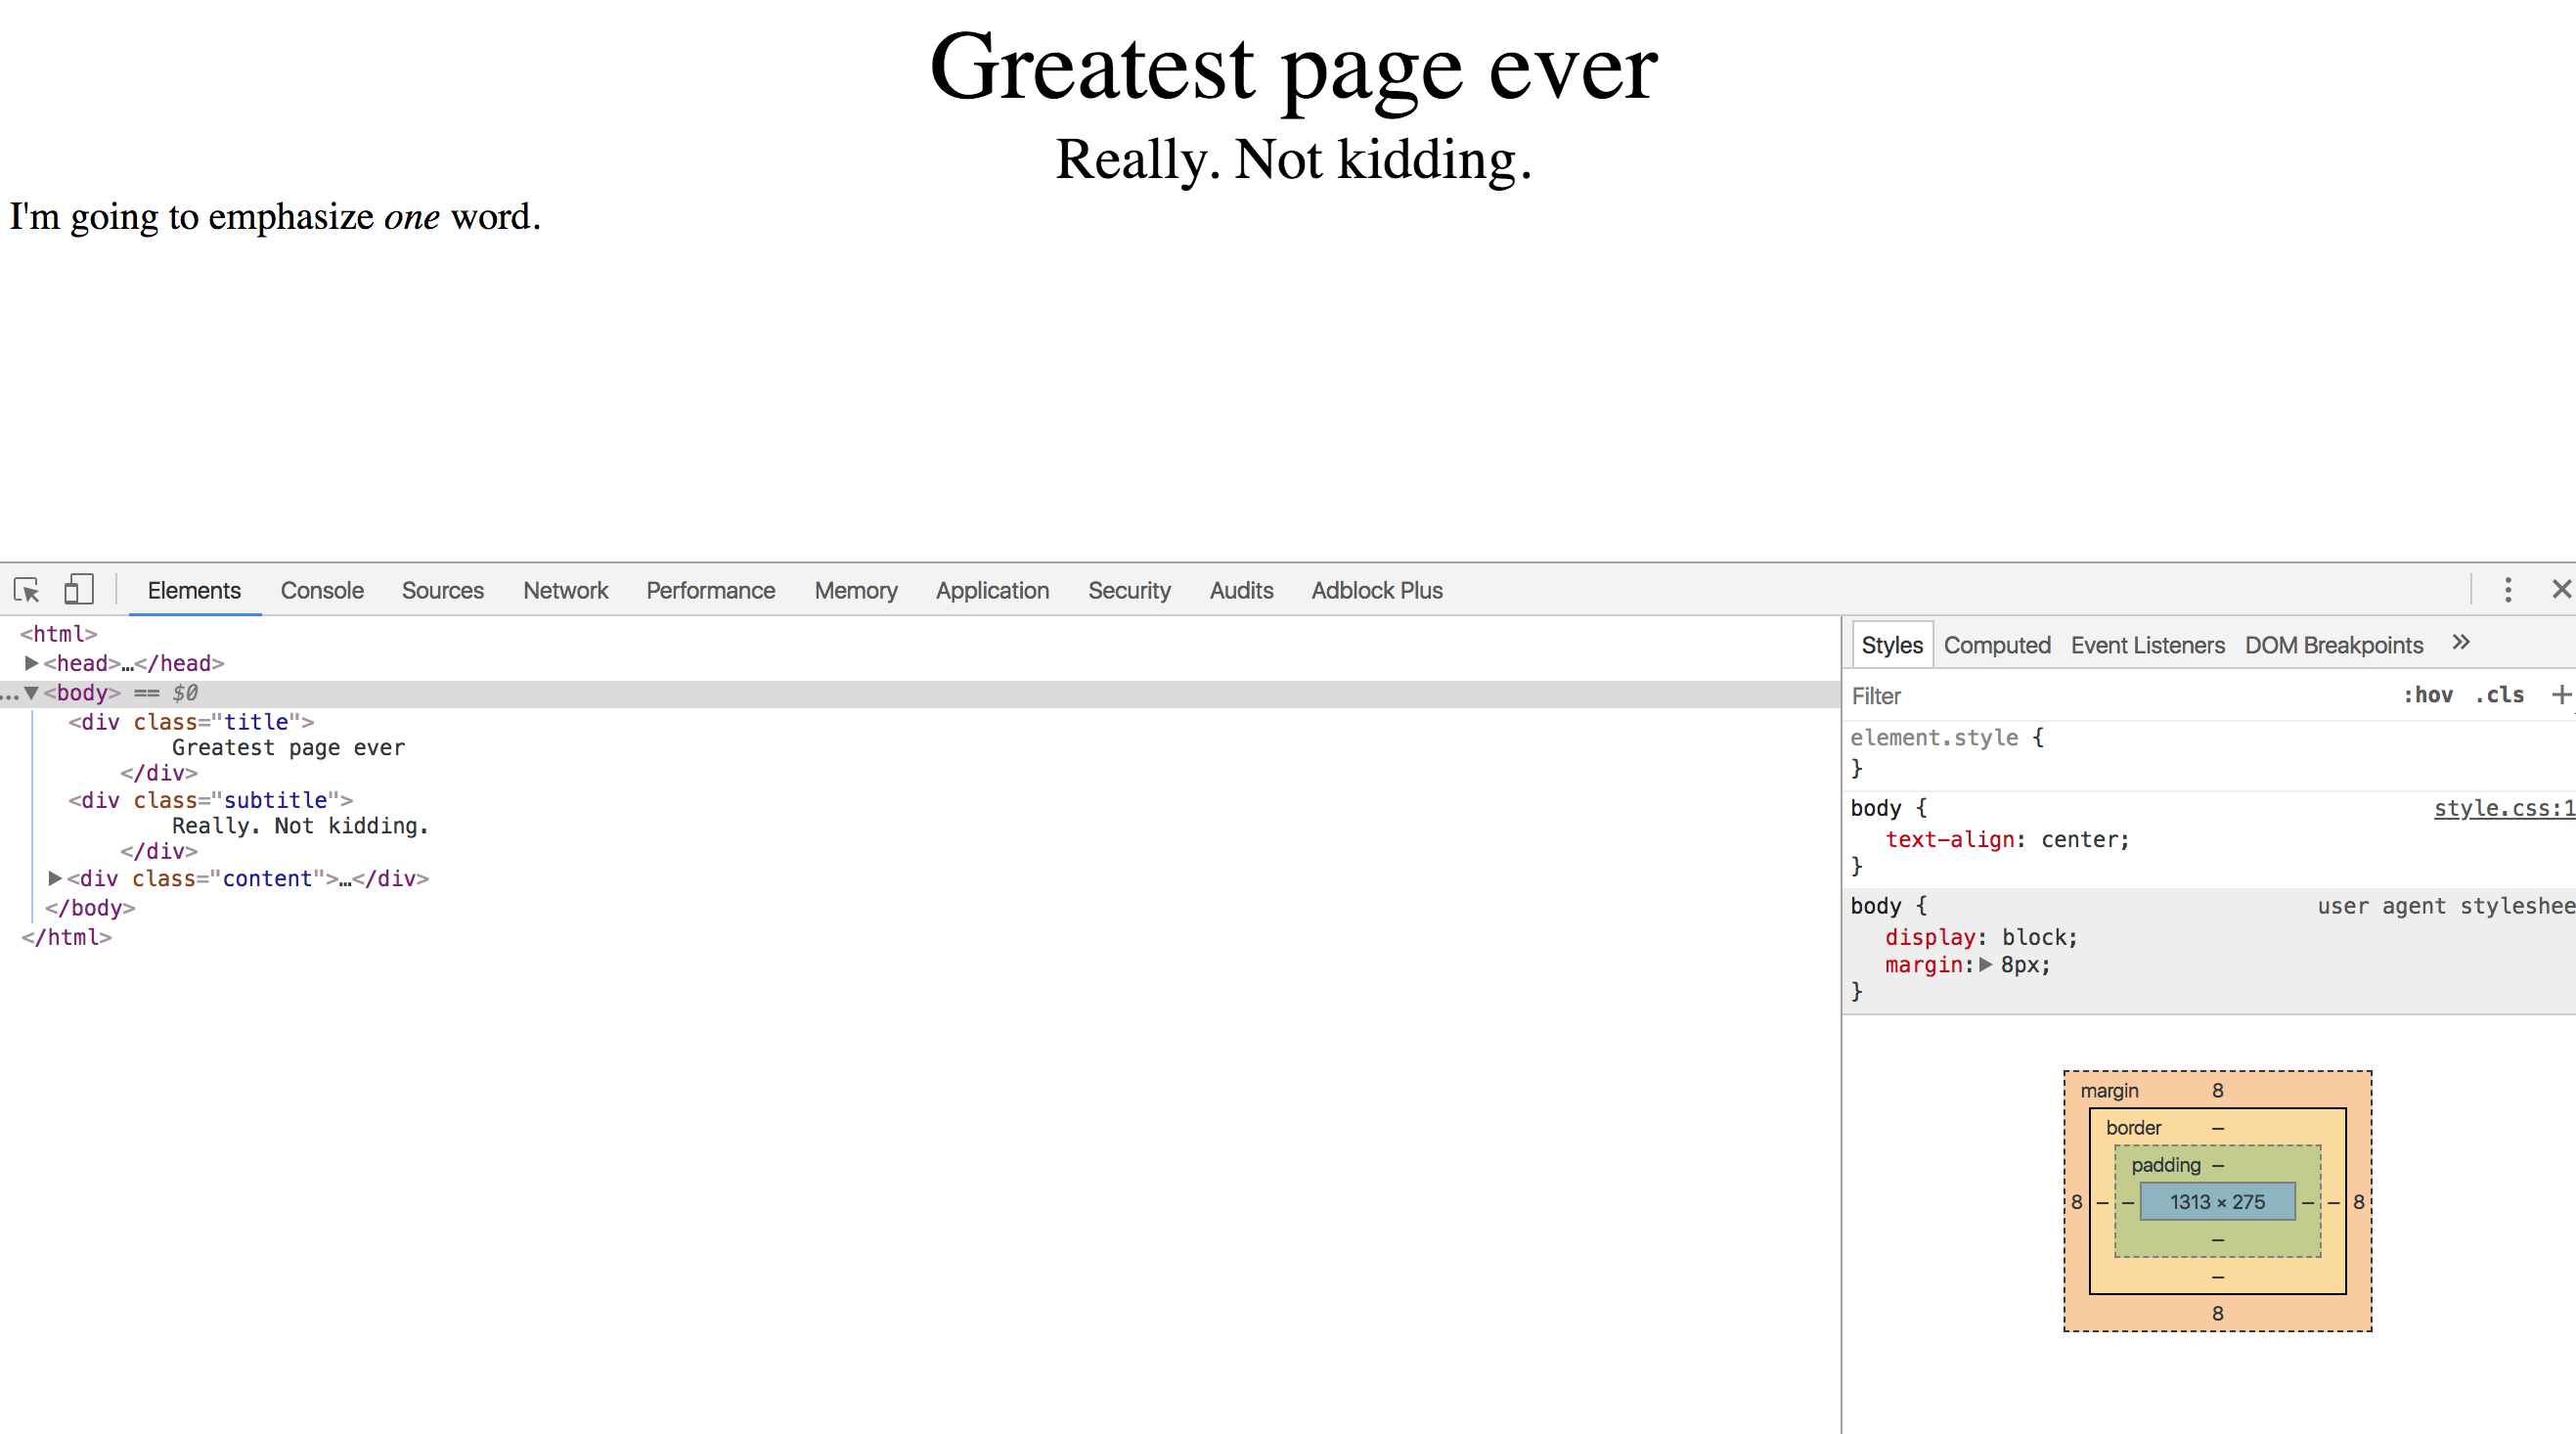 Greatest page ever
Really. Not kidding.
I'm going to emphasize one word.
Elements Console Sources Network Performance Memory Application Security Audits Adblock Plus
<html>
<head>…</head>
… <body> == $0
<div class="title">
Greatest page ever
</div>
<div class="subtitle">
Really. Not kidding.
</div>
<div class="content">…</div>
</body>
</html>
Styles Computed Event Listeners DOM Breakpoints »
Filter :hov .cls +
element.style {
}
body { style.css:1
text-align: center;
}
body { user agent styleshee
display: block;
margin: 8px;
}
margin 8
border –
padding –
8 – – 1313 × 275 – – 8
–
–
8